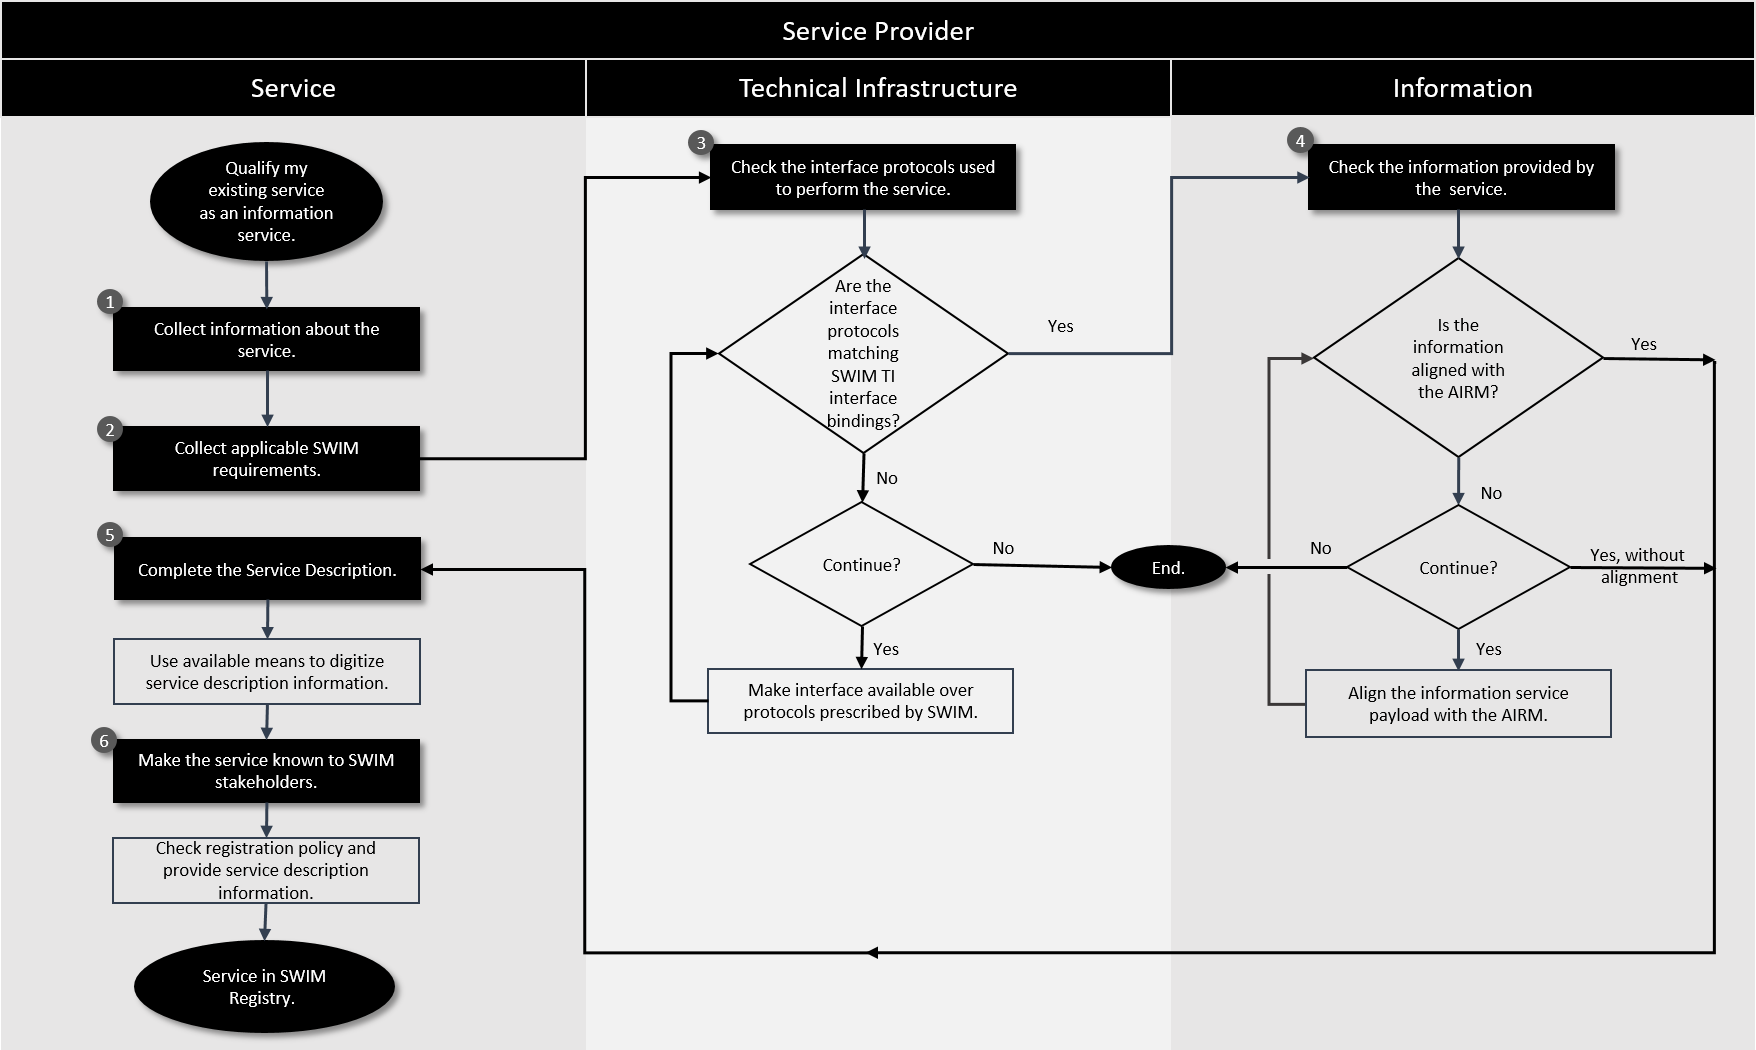 Service Provider
Service
Technical Infrastructure
Information
Qualify my
existing service
as an information
service.
1
Collect information about the
service.
2
Collect applicable SWIM
requirements.
5
Complete the Service Description.
Use available means to digitize
service description information.
6
Make the service known to SWIM
stakeholders.
Check registration policy and
provide service description
information.
Service in SWIM
Registry.
3
Check the interface protocols used
to perform the service.
Are the
interface
protocols
matching
SWIM TI
interface
bindings?
Yes
No
Continue?
No
End.
Yes
Make interface available over
protocols prescribed by SWIM.
4
Check the information provided by
the service.
Is the
information
aligned with
the AIRM?
Yes
No
No
Continue?
Yes, without
alignment
Yes
Align the information service
payload with the AIRM.